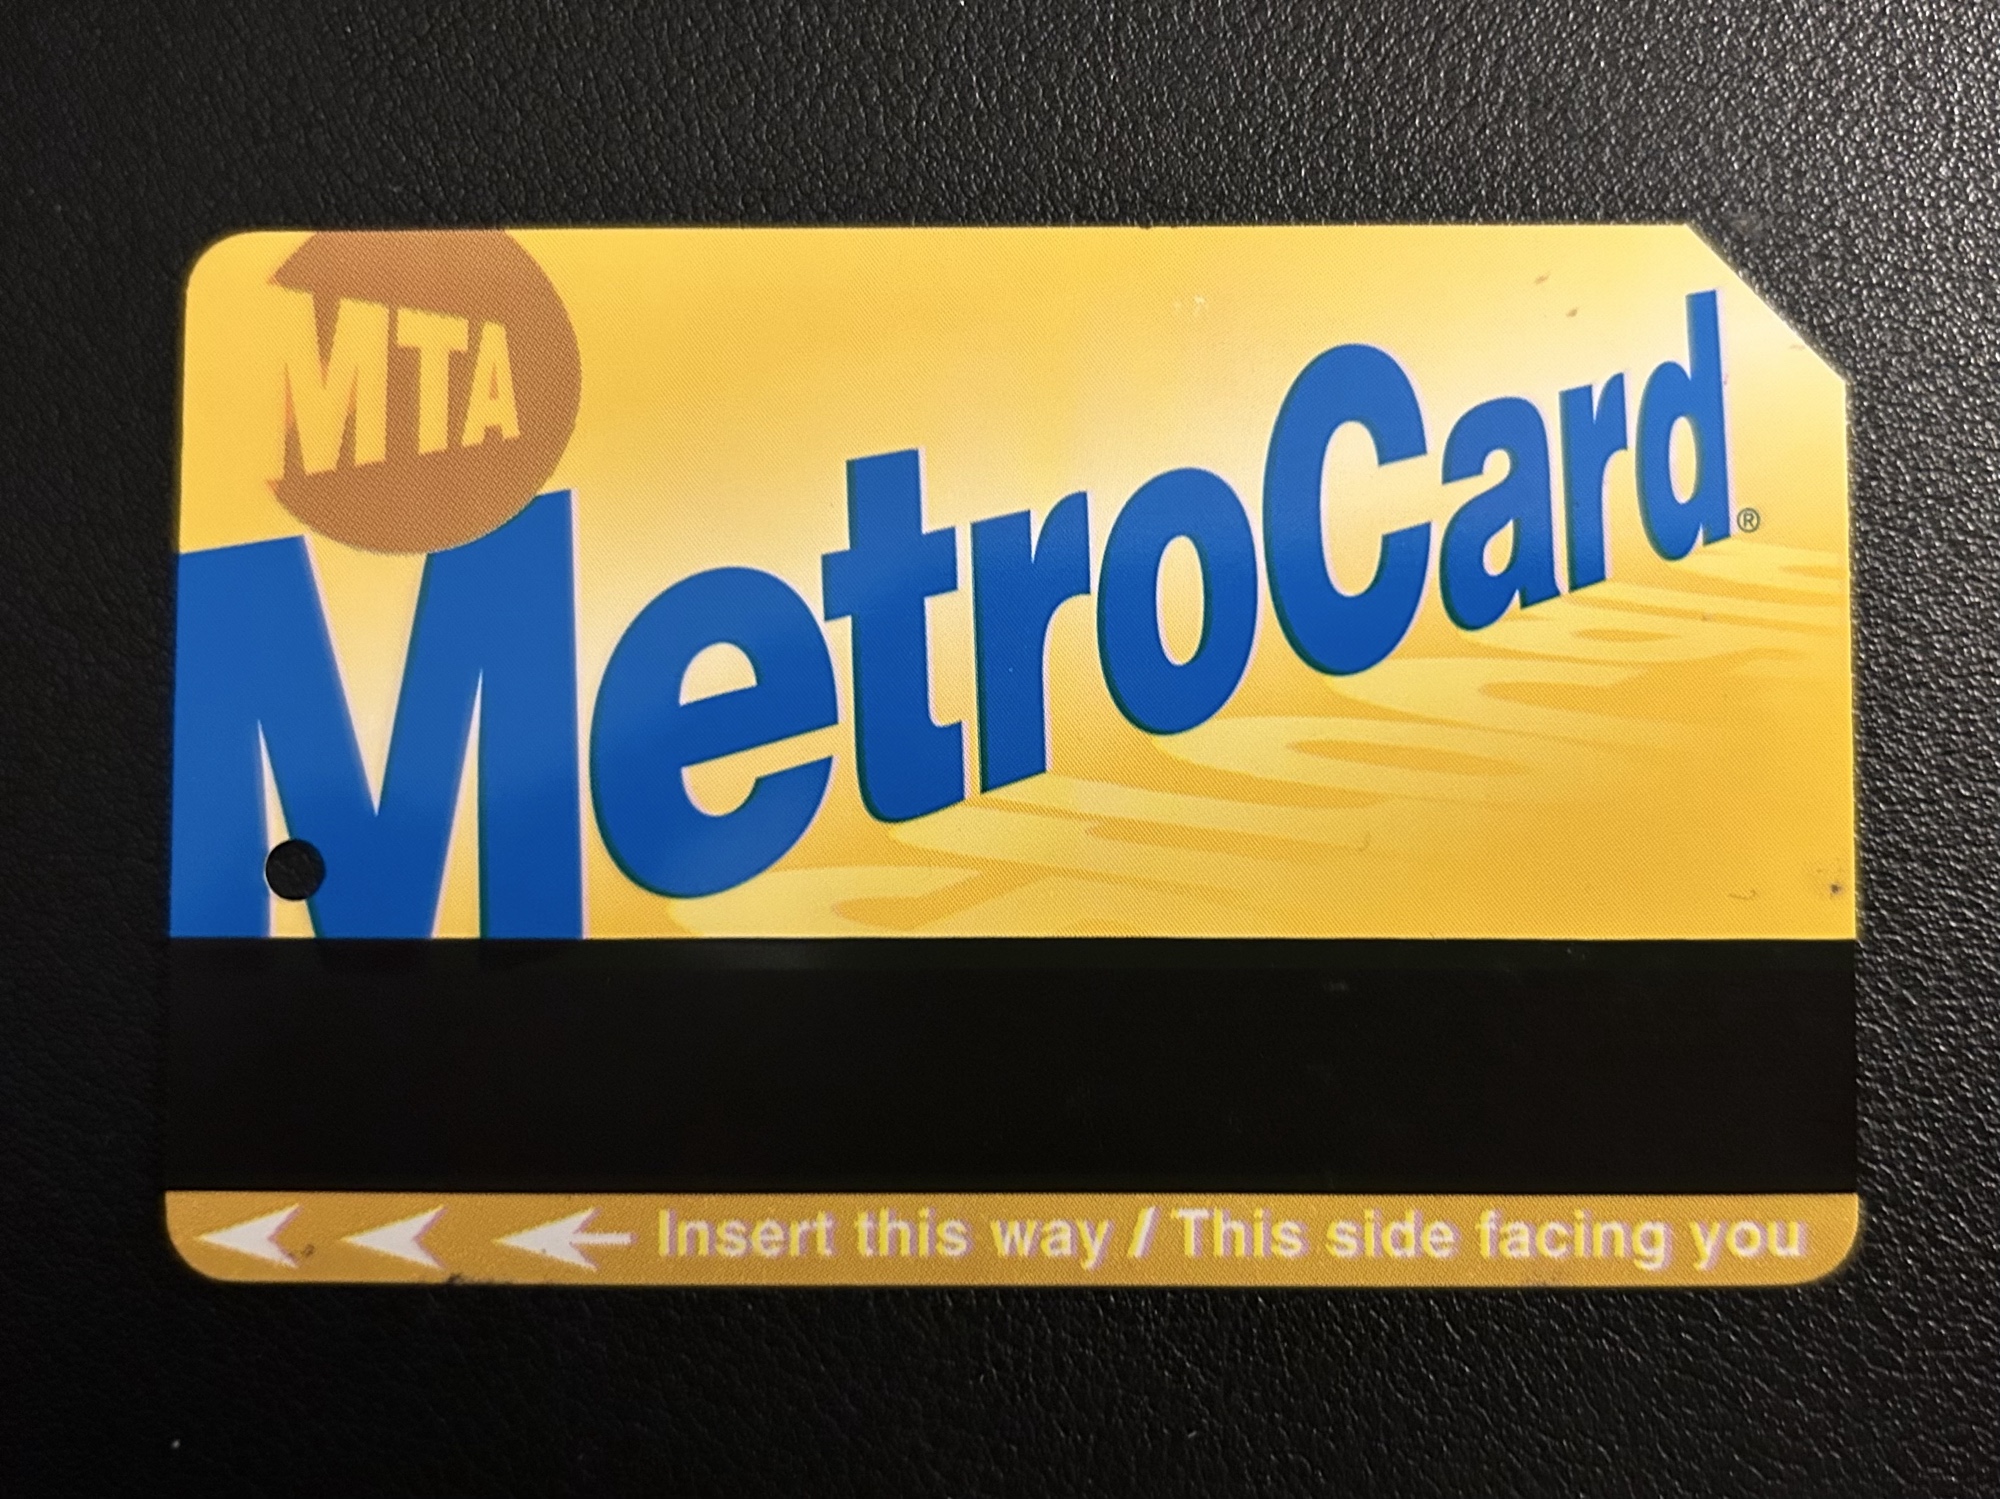 MTA
MetroCard®
Insert this way / This side facing you